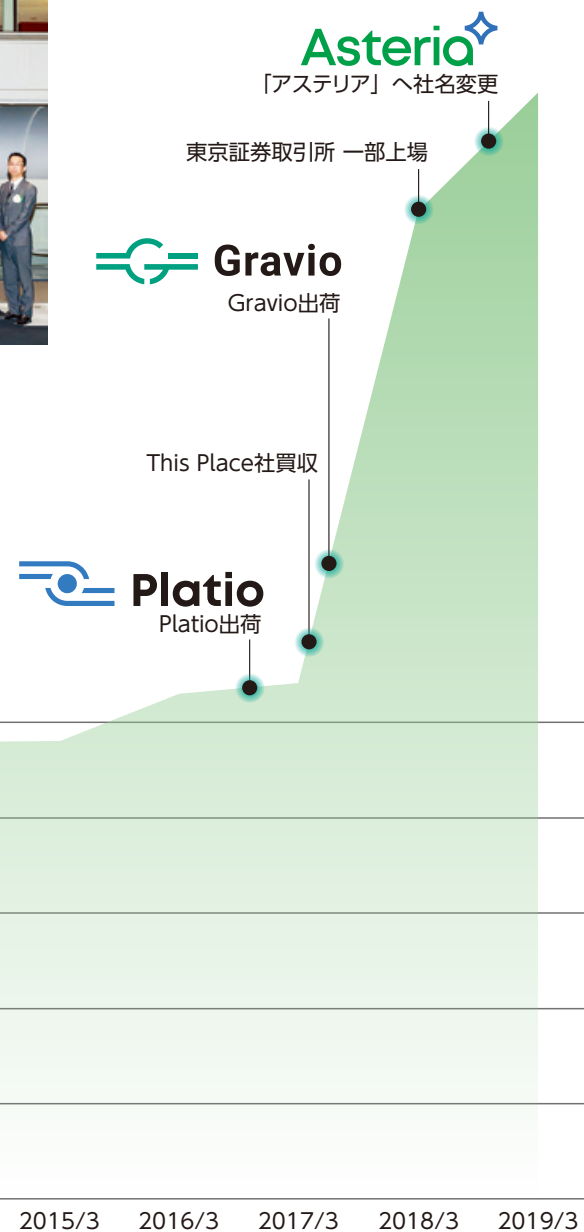 Asteria
「アステリア」へ社名変更
東京証券取引所 一部上場
Gravio
Gravio出荷
This Place社買収
Platio
Platio出荷
2015/3 2016/3 2017/3 2018/3 2019/3